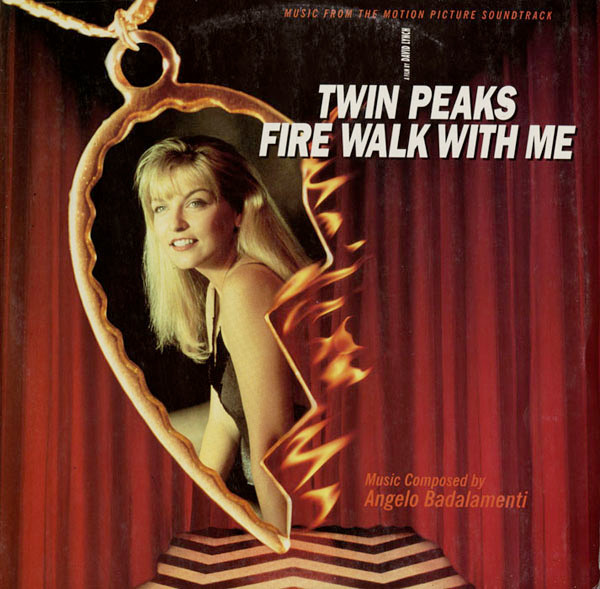 MUSIC FROM THE MOTION PICTURE SOUNDTRACK
A FILM BY DAVID LYNCH
TWIN PEAKS
FIRE WALK WITH ME
Music Composed by
Angelo Badalamenti